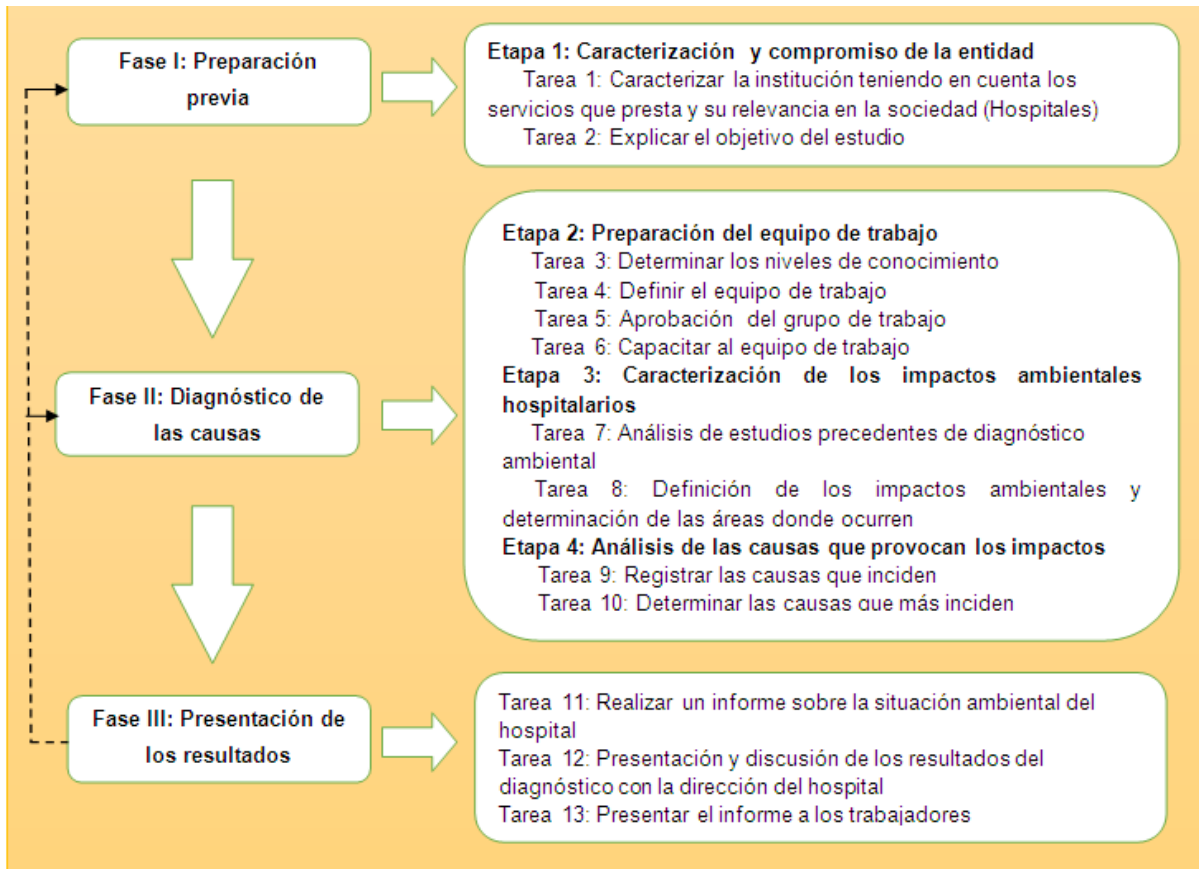 Fase I: Preparación
previa
Etapa 1: Caracterización y compromiso de la entidad
Tarea 1: Caracterizar la institución teniendo en cuenta los
servicios que presta y su relevancia en la sociedad (Hospitales)
Tarea 2: Explicar el objetivo del estudio
Fase II: Diagnóstico de
las causas
Etapa 2: Preparación del equipo de trabajo
Tarea 3: Determinar los niveles de conocimiento
Tarea 4: Definir el equipo de trabajo
Tarea 5: Aprobación del grupo de trabajo
Tarea 6: Capacitar al equipo de trabajo
Etapa 3: Caracterización de los impactos ambientales
hospitalarios
Tarea 7: Análisis de estudios precedentes de diagnóstico
ambiental
Tarea 8: Definición de los impactos ambientales y
determinación de las áreas donde ocurren
Etapa 4: Análisis de las causas que provocan los impactos
Tarea 9: Registrar las causas que inciden
Tarea 10: Determinar las causas que más inciden
Fase III: Presentación de
los resultados
Tarea 11: Realizar un informe sobre la situación ambiental del
hospital
Tarea 12: Presentación y discusión de los resultados del
diagnóstico con la dirección del hospital
Tarea 13: Presentar el informe a los trabajadores